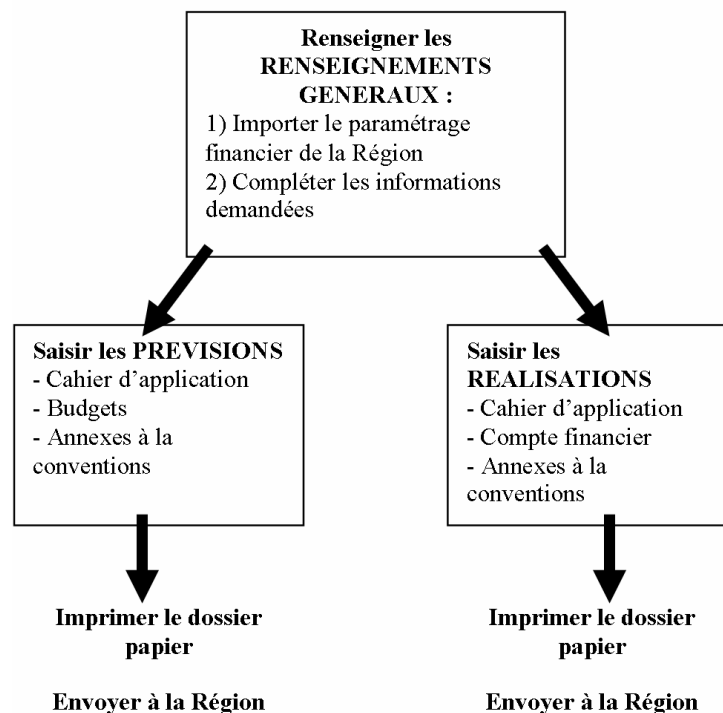 Renseigner les
RENSEIGNEMENTS
GENERAUX :
1) Importer le paramétrage
financier de la Région
2) Compléter les informations
demandées
Saisir les PREVISIONS
- Cahier d'application
- Budgets
- Annexes à la
conventions
Saisir les
REALISATIONS
- Cahier d'application
- Compte financier
- Annexes à la
conventions
Imprimer le dossier
papier
Envoyer à la Région
Imprimer le dossier
papier
Envoyer à la Région